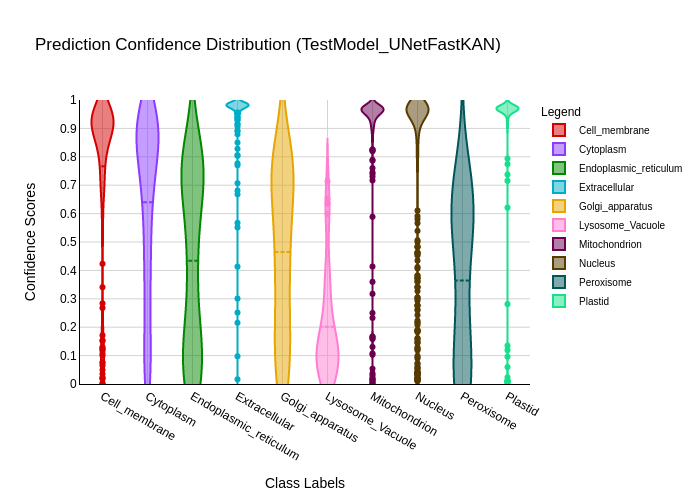 Prediction Confidence Distribution (TestModel_UNetFastKAN)
Confidence Scores
1
0.9
0.8
0.7
0.6
0.5
0.4
0.3
0.2
0.1
0
Cell_membrane
Cytoplasm
Endoplasmic_reticulum
Extracellular
Golgi_apparatus
Lysosome_Vacuole
Mitochondrion
Nucleus
Peroxisome
Plastid
Class Labels
Legend
Cell_membrane
Cytoplasm
Endoplasmic_reticulum
Extracellular
Golgi_apparatus
Lysosome_Vacuole
Mitochondrion
Nucleus
Peroxisome
Plastid